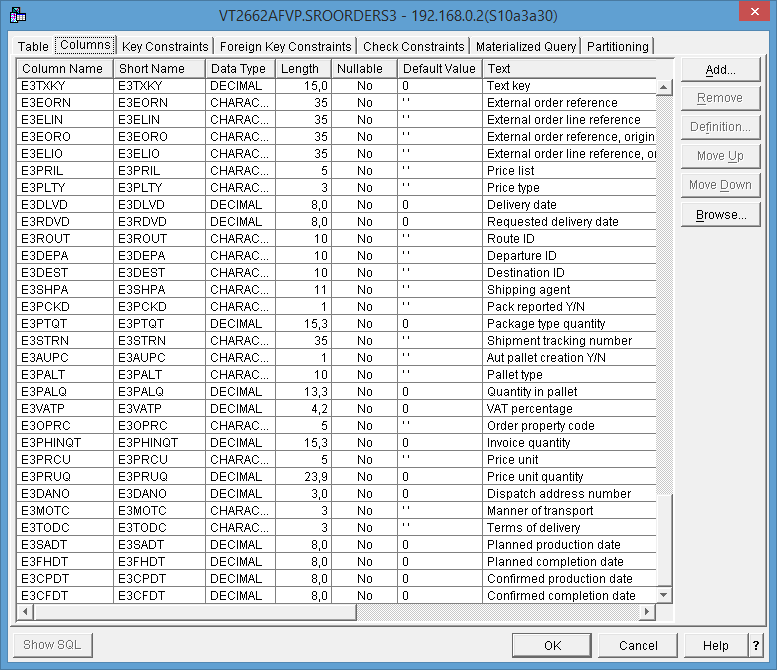 VT2662AFVP.SROORDERS3 - 192.168.0.2(S10a3a30)
Table Columns Key Constraints Foreign Key Constraints Check Constraints Materialized Query Partitioning
Column Name Short Name Data Type Length Nullable Default Value Text
E3TXKY E3TXKY DECIMAL 15,0 No 0 Text key
E3EORN E3EORN CHARAC... 35 No ' ' External order reference
E3ELIN E3ELIN CHARAC... 35 No ' ' External order line reference
E3EORO E3EORO CHARAC... 35 No ' ' External order reference, origin
E3ELIO E3ELIO CHARAC... 35 No ' ' External order line reference, or
E3PRIL E3PRIL CHARAC... 5 No ' ' Price list
E3PLTY E3PLTY CHARAC... 3 No ' ' Price type
E3DLVD E3DLVD DECIMAL 8,0 No 0 Delivery date
E3RDVD E3RDVD DECIMAL 8,0 No 0 Requested delivery date
E3ROUT E3ROUT CHARAC... 10 No ' ' Route ID
E3DEPA E3DEPA CHARAC... 10 No ' ' Departure ID
E3DEST E3DEST CHARAC... 10 No ' ' Destination ID
E3SHPA E3SHPA CHARAC... 11 No ' ' Shipping agent
E3PCKD E3PCKD CHARAC... 1 No ' ' Pack reported Y/N
E3PTQT E3PTQT DECIMAL 15,3 No 0 Package type quantity
E3STRN E3STRN CHARAC... 35 No ' ' Shipment tracking number
E3AUPC E3AUPC CHARAC... 1 No ' ' Aut pallet creation Y/N
E3PALT E3PALT CHARAC... 10 No ' ' Pallet type
E3PALQ E3PALQ DECIMAL 13,3 No 0 Quantity in pallet
E3VATP E3VATP DECIMAL 4,2 No 0 VAT percentage
E3OPRC E3OPRC CHARAC... 5 No ' ' Order property code
E3PHINQT E3PHINQT DECIMAL 15,3 No 0 Invoice quantity
E3PRCU E3PRCU CHARAC... 5 No ' ' Price unit
E3PRUQ E3PRUQ DECIMAL 23,9 No 0 Price unit quantity
E3DANO E3DANO DECIMAL 3,0 No 0 Dispatch address number
E3MOTC E3MOTC CHARAC... 3 No ' ' Manner of transport
E3TODC E3TODC CHARAC... 3 No ' ' Terms of delivery
E3SADT E3SADT DECIMAL 8,0 No 0 Planned production date
E3FHDT E3FHDT DECIMAL 8,0 No 0 Planned completion date
E3CPDT E3CPDT DECIMAL 8,0 No 0 Confirmed production date
E3CFDT E3CFDT DECIMAL 8,0 No 0 Confirmed completion date
Add...
Remove
Definition...
Move Up
Move Down
Browse...
Show SQL OK Cancel Help ?